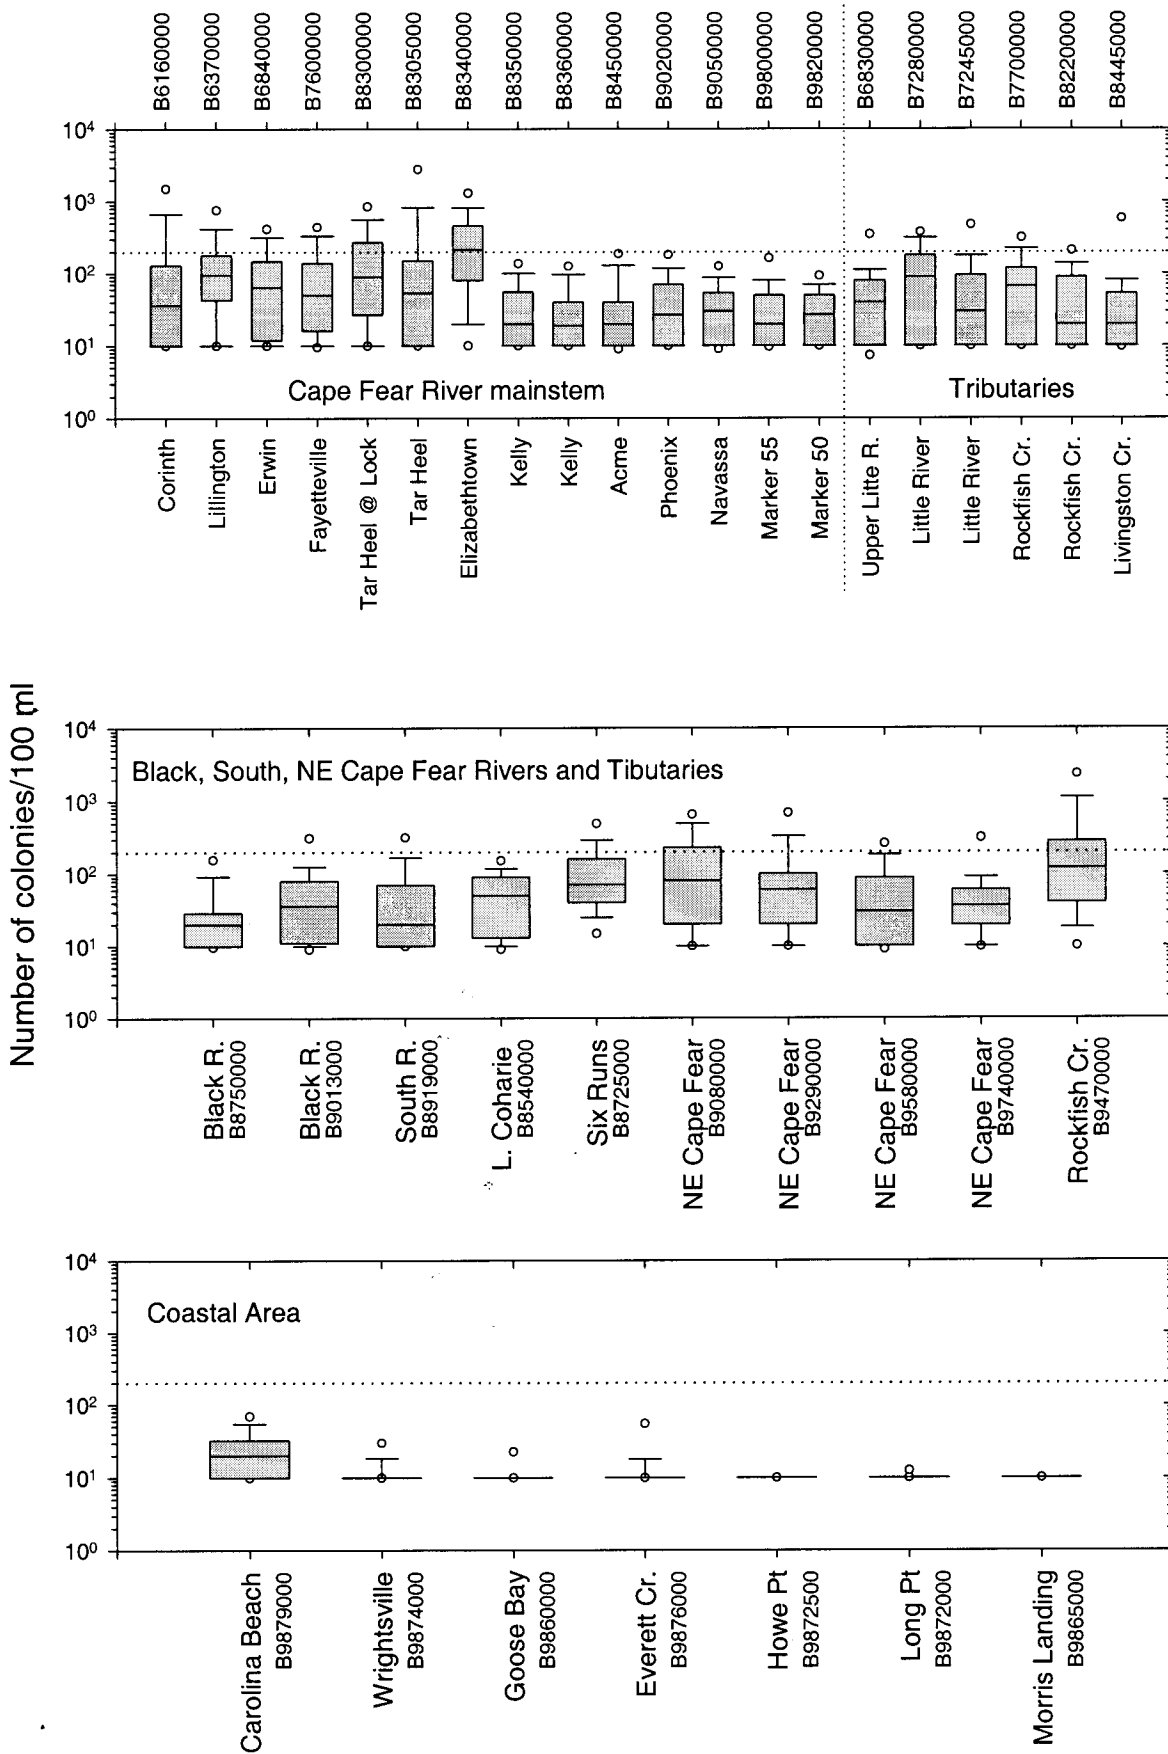 B6160000
B6370000
B6840000
B7600000
B8300000
B8305000
B8340000
B8350000
B8360000
B8450000
B9020000
B9050000
B9800000
B9820000
B6830000
B7280000
B7245000
B7700000
B8220000
B8445000
10⁴
10³
10²
10¹
10⁰
Cape Fear River mainstem
Tributaries
Corinth
Lillington
Erwin
Fayetteville
Tar Heel @ Lock
Tar Heel
Elizabethtown
Kelly
Kelly
Acme
Phoenix
Navassa
Marker 55
Marker 50
Upper Litte R.
Little River
Little River
Rockfish Cr.
Rockfish Cr.
Livingston Cr.
Number of colonies/100 ml
10⁴
10³
10²
10¹
10⁰
Black, South, NE Cape Fear Rivers and Tibutaries
Black R.
B8750000
Black R.
B9013000
South R.
B8919000
L. Coharie
B8540000
Six Runs
B8725000
NE Cape Fear
B9080000
NE Cape Fear
B9290000
NE Cape Fear
B9580000
NE Cape Fear
B9740000
Rockfish Cr.
B9470000
10⁴
10³
10²
10¹
10⁰
Coastal Area
Carolina Beach
B9879000
Wrightsville
B9874000
Goose Bay
B9860000
Everett Cr.
B9876000
Howe Pt
B9872500
Long Pt
B9872000
Morris Landing
B9865000